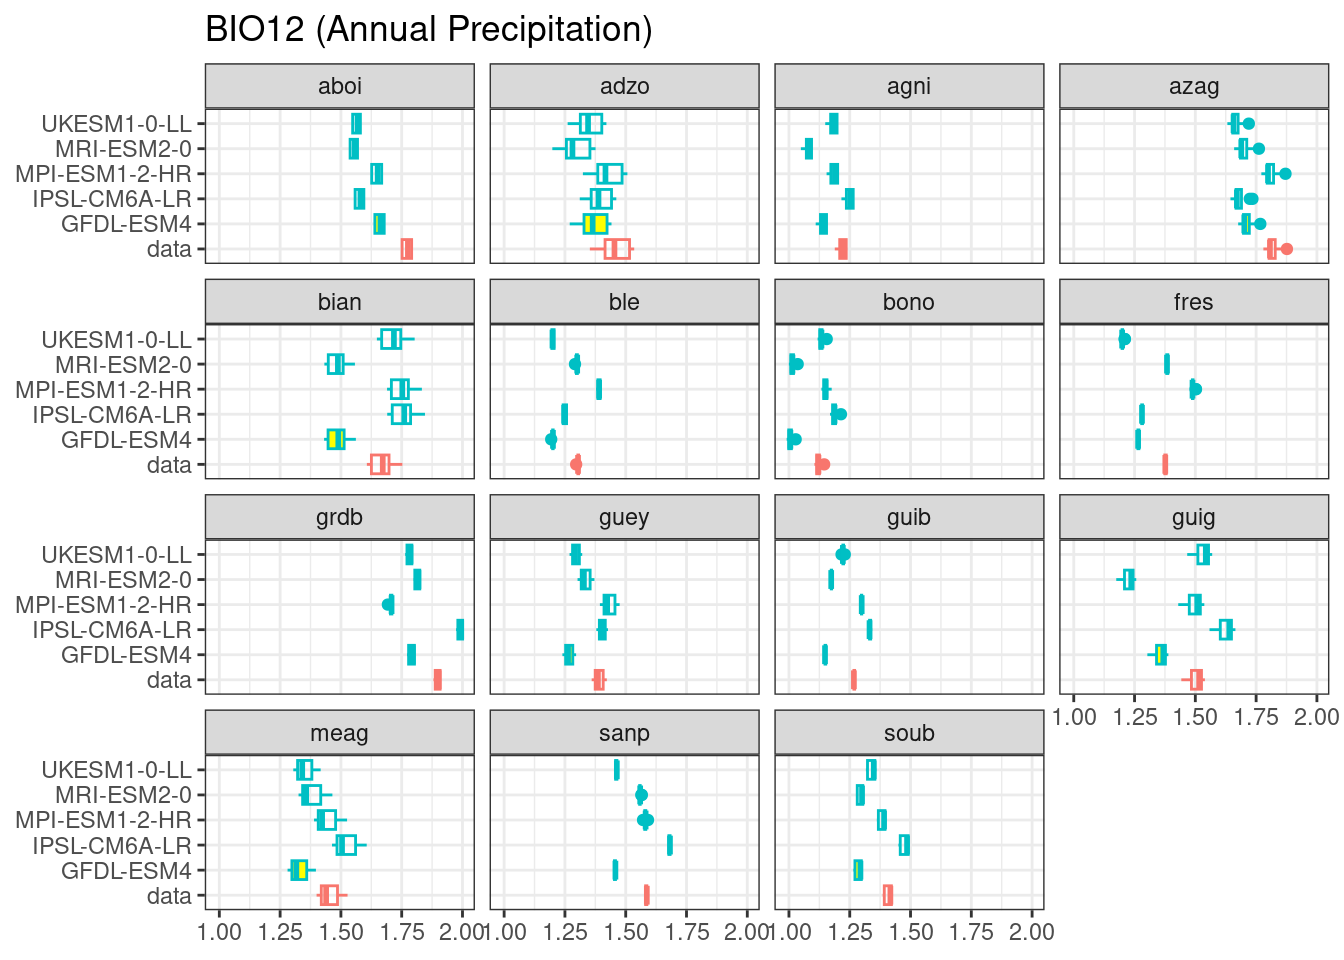 BIO12 (Annual Precipitation)
aboi adzo agni azag
UKESM1-0-LL
MRI-ESM2-0
MPI-ESM1-2-HR
IPSL-CM6A-LR
GFDL-ESM4
data
bian ble bono fres
UKESM1-0-LL
MRI-ESM2-0
MPI-ESM1-2-HR
IPSL-CM6A-LR
GFDL-ESM4
data
grdb guey guib guig
UKESM1-0-LL
MRI-ESM2-0
MPI-ESM1-2-HR
IPSL-CM6A-LR
GFDL-ESM4
data
1.00 1.25 1.50 1.75 2.00
meag sanp soub
UKESM1-0-LL
MRI-ESM2-0
MPI-ESM1-2-HR
IPSL-CM6A-LR
GFDL-ESM4
data
1.00 1.25 1.50 1.75 2.00 1.00 1.25 1.50 1.75 2.00 1.00 1.25 1.50 1.75 2.00